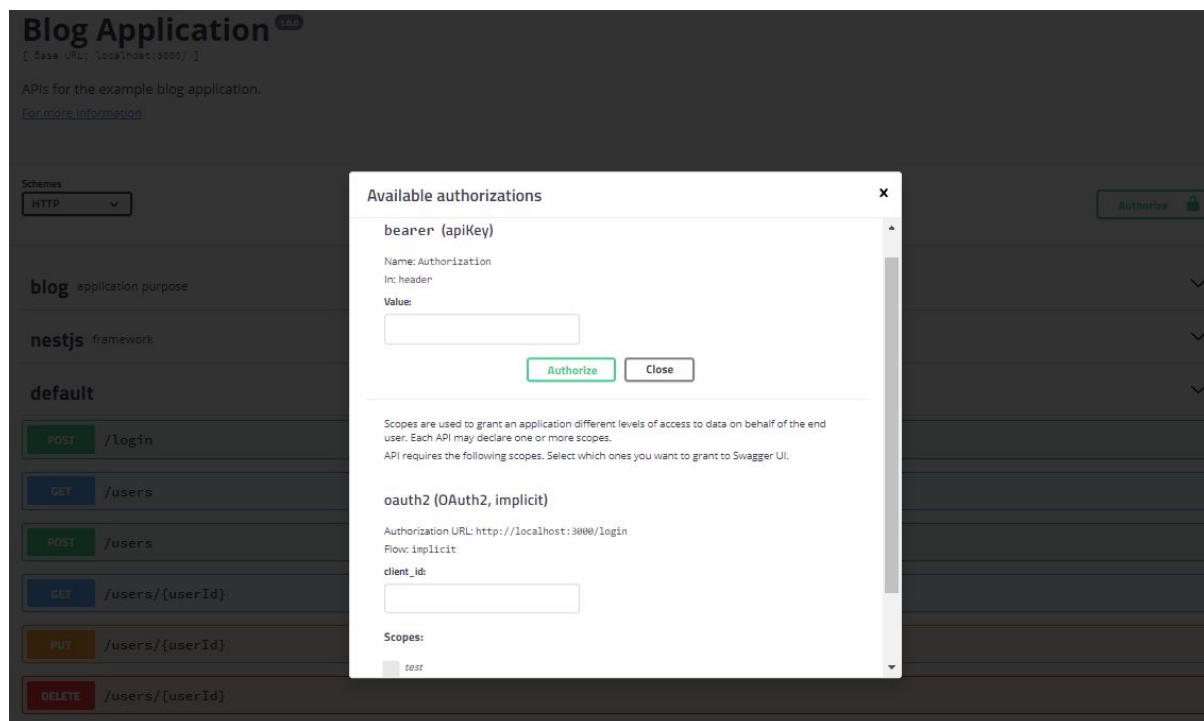 Blog Application 1.0.0
[ Base URL: localhost:3000/ ]
APIs for the example blog application.
For more information
Schemes
HTTP
Authorize
blog application purpose
nestjs framework
default
POST /login
GET /users
POST /users
GET /users/{userId}
PUT /users/{userId}
DELETE /users/{userId}
Available authorizations x
bearer (apiKey)
Name: Authorization
In: header
Value:
Authorize Close
Scopes are used to grant an application different levels of access to data on behalf of the end
user. Each API may declare one or more scopes.
API requires the following scopes. Select which ones you want to grant to Swagger UI.
oauth2 (OAuth2, implicit)
Authorization URL: http://localhost:3000/login
Flow: implicit
client_id:
Scopes:
test